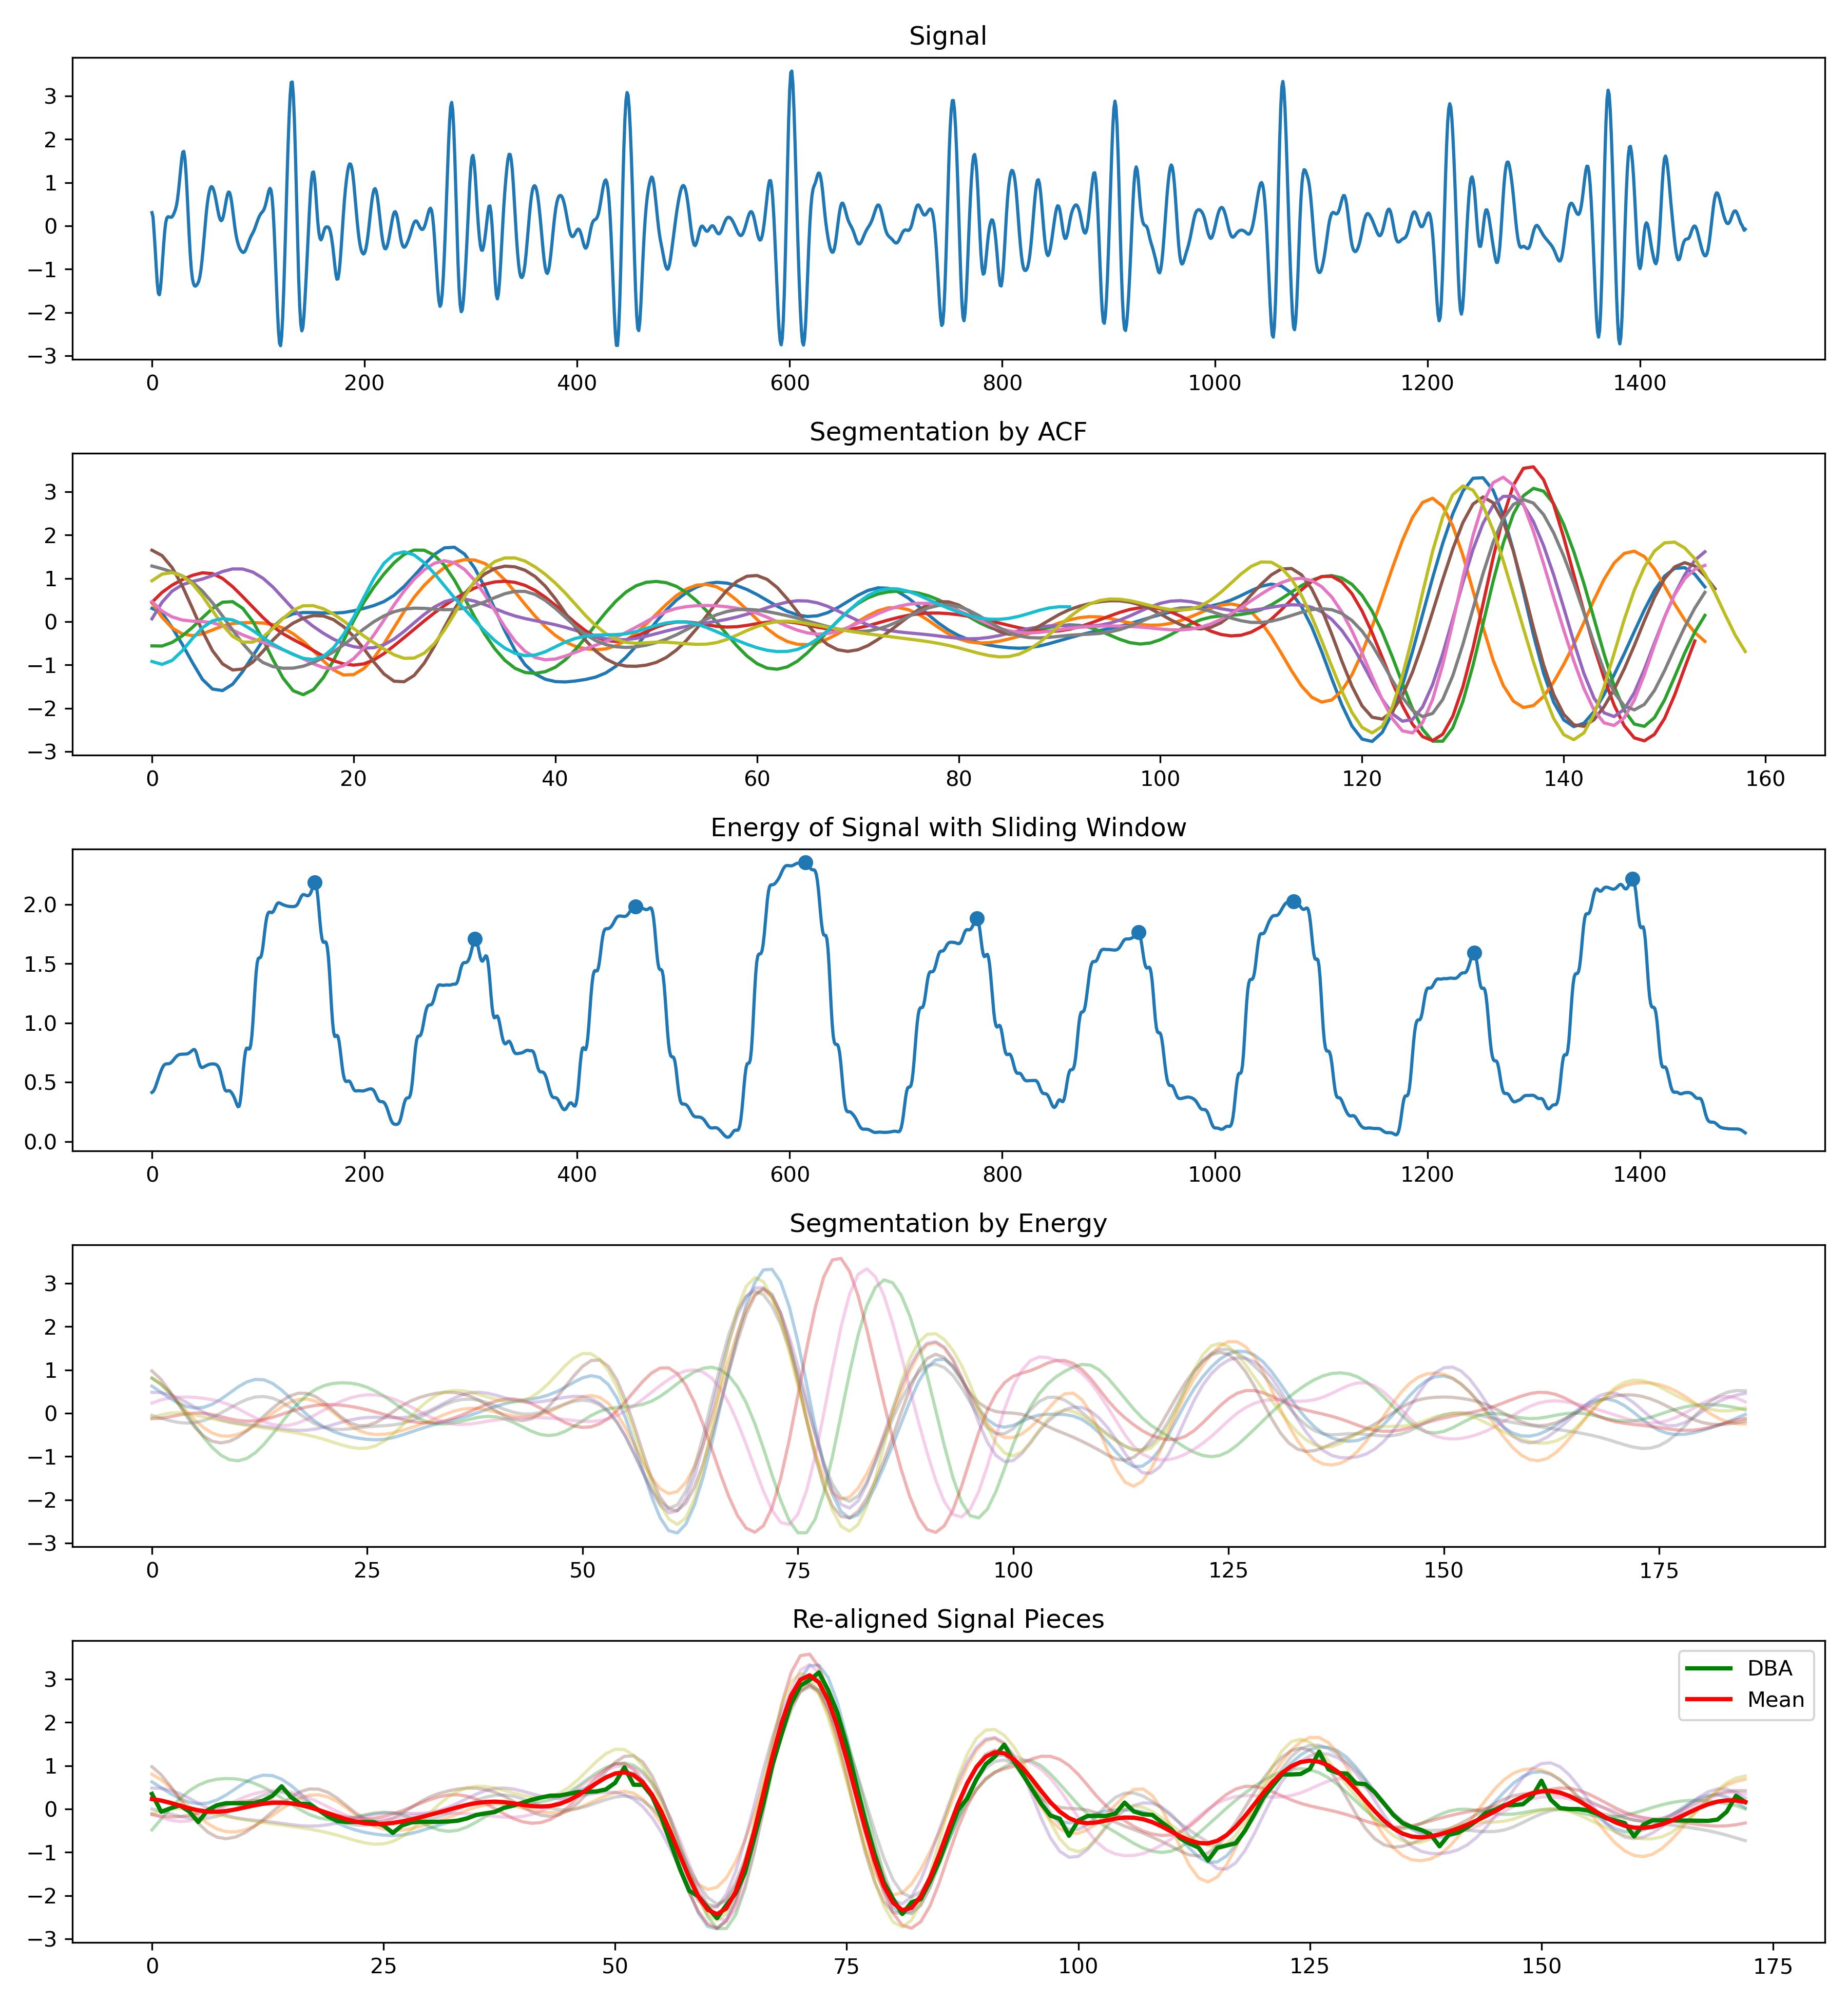 Signal
3
2
1
0
−1
−2
−3
0 200 400 600 800 1000 1200 1400
Segmentation by ACF
3
2
1
0
−1
−2
−3
0 20 40 60 80 100 120 140 160
Energy of Signal with Sliding Window
2.0
1.5
1.0
0.5
0.0
0 200 400 600 800 1000 1200 1400
Segmentation by Energy
3
2
1
0
−1
−2
−3
0 25 50 75 100 125 150 175
Re-aligned Signal Pieces
DBA
Mean
3
2
1
0
−1
−2
−3
0 25 50 75 100 125 150 175